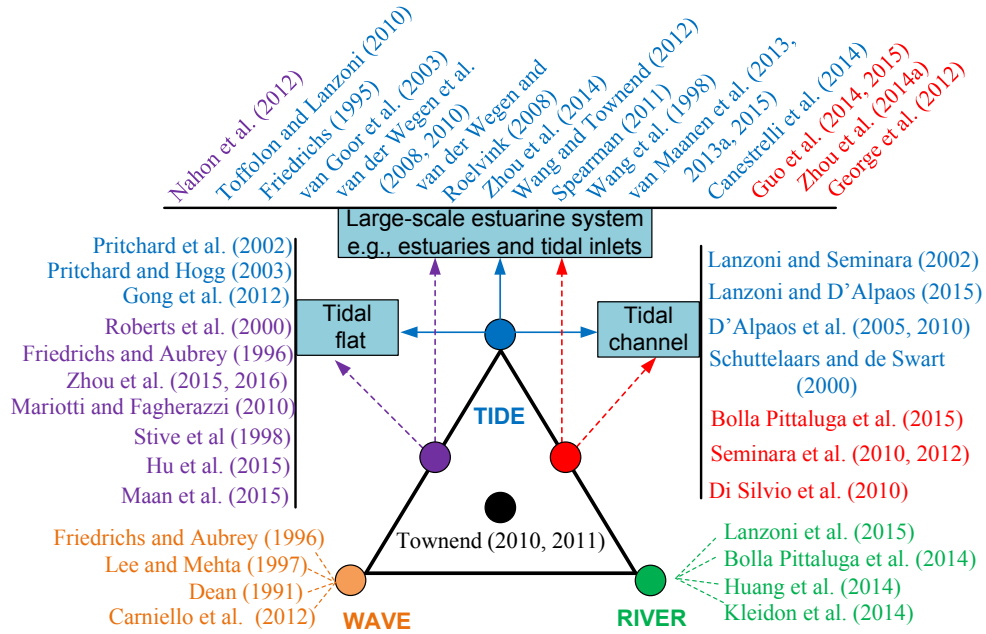 Nahon et al. (2012)
Toffolon and Lanzoni (2010)
Friedrichs (1995)
van Goor et al. (2003)
van der Wegen et al.
(2008, 2010)
van der Wegen and
Roelvink (2008)
Zhou et al. (2014)
Wang and Townend (2012)
Spearman (2011)
Wang et al. (1998)
van Maanen et al. (2013,
2013a, 2015)
Canestrelli et al. (2014)
Guo et al. (2014, 2015)
Zhou et al. (2014a)
George et al. (2012)
Large-scale estuarine system
e.g., estuaries and tidal inlets
Pritchard et al. (2002)
Pritchard and Hogg (2003)
Gong et al. (2012)
Roberts et al. (2000)
Friedrichs and Aubrey (1996)
Zhou et al. (2015, 2016)
Mariotti and Fagherazzi (2010)
Stive et al (1998)
Hu et al. (2015)
Maan et al. (2015)
Tidal
flat
Tidal
channel
Lanzoni and Seminara (2002)
Lanzoni and D'Alpaos (2015)
D'Alpaos et al. (2005, 2010)
Schuttelaars and de Swart
(2000)
Bolla Pittaluga et al. (2015)
Seminara et al. (2010, 2012)
Di Silvio et al. (2010)
TIDE
Townend (2010, 2011)
Friedrichs and Aubrey (1996)
Lee and Mehta (1997)
Dean (1991)
Carniello et al. (2012)
WAVE
RIVER
Lanzoni et al. (2015)
Bolla Pittaluga et al. (2014)
Huang et al. (2014)
Kleidon et al. (2014)